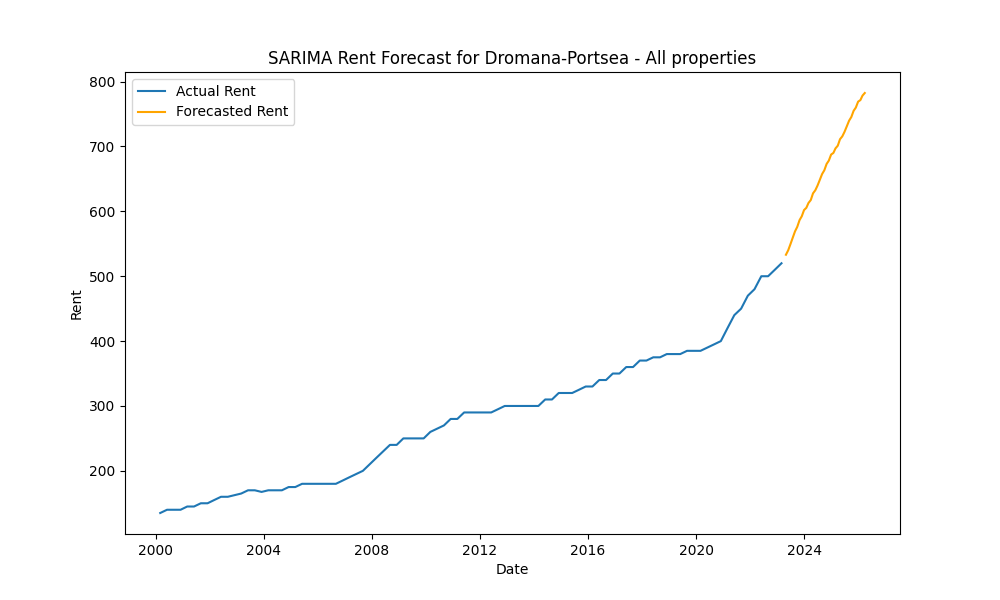 SARIMA Rent Forecast for Dromana-Portsea - All properties
Actual Rent
Forecasted Rent
Rent
800
700
600
500
400
300
200
2000 2004 2008 2012 2016 2020 2024
Date